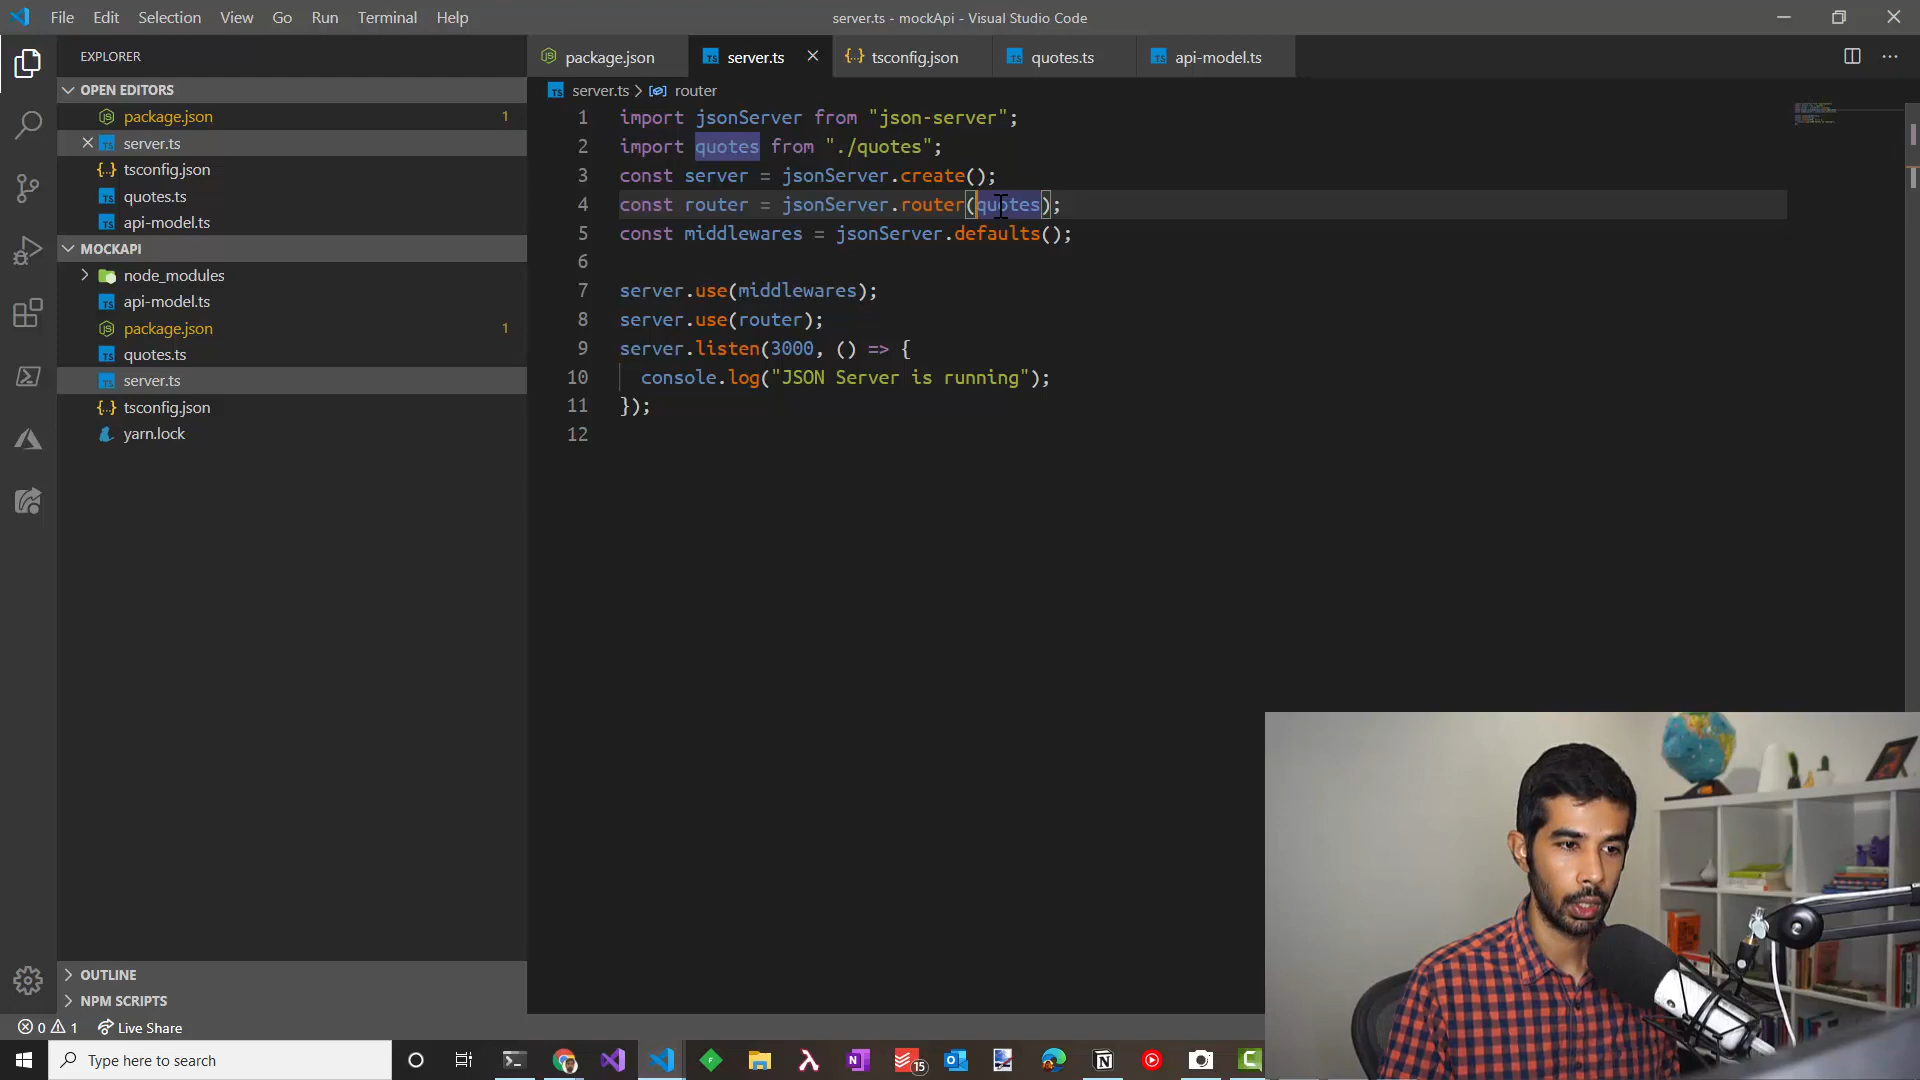 File Edit Selection View Go Run Terminal Help
server.ts - mockApi - Visual Studio Code
EXPLORER
OPEN EDITORS
package.json 1
server.ts
tsconfig.json
quotes.ts
api-model.ts
MOCKAPI
node_modules
api-model.ts
package.json 1
quotes.ts
server.ts
tsconfig.json
yarn.lock
OUTLINE
NPM SCRIPTS
package.json server.ts tsconfig.json quotes.ts api-model.ts
server.ts > router
1 import jsonServer from "json-server";
2 import quotes from "./quotes";
3 const server = jsonServer.create();
4 const router = jsonServer.router(quotes);
5 const middlewares = jsonServer.defaults();
6
7 server.use(middlewares);
8 server.use(router);
9 server.listen(3000, () => {
10 console.log("JSON Server is running");
11 });
12
0 1 Live Share
Type here to search
15